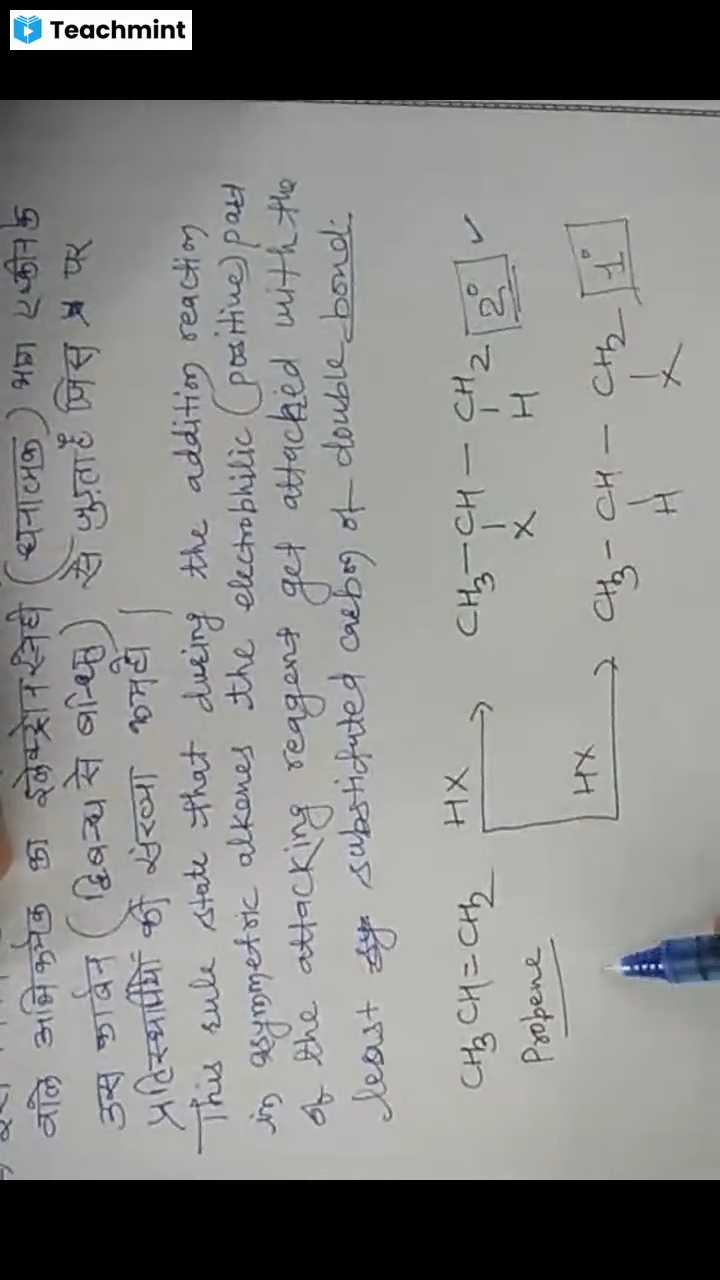 Teachmint
वाले अभिकर्मक का इलेक्ट्रोनस्नेही (धनात्मक) भाग एल्कीन के
उस कार्बन (द्विबन्ध से बन्धित) से जुड़ता है जिस पर
प्रतिस्थापियों की संख्या कम हो।
This rule state that during the addition reaction
in asymmetric alkenes the electrophilic (positive) part
of the attacking reagent get attached with the
least substituted carbon of double bond.
CH3CH=CH2 HX CH3-CH-CH2 2° ✓
X H
Propene HX CH3-CH-CH2 1°
H X